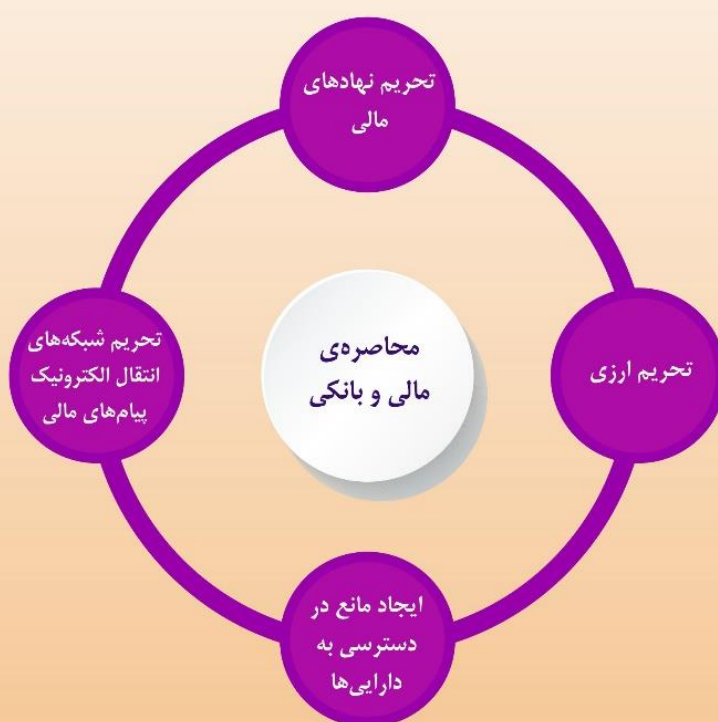 تحریم نهادهای
مالی
تحریم ارزی
محاصره‌ی
مالی و بانکی
تحریم شبکه‌های
انتقال الکترونیک
پیام‌های مالی
ایجاد مانع در
دسترسی به
دارایی‌ها